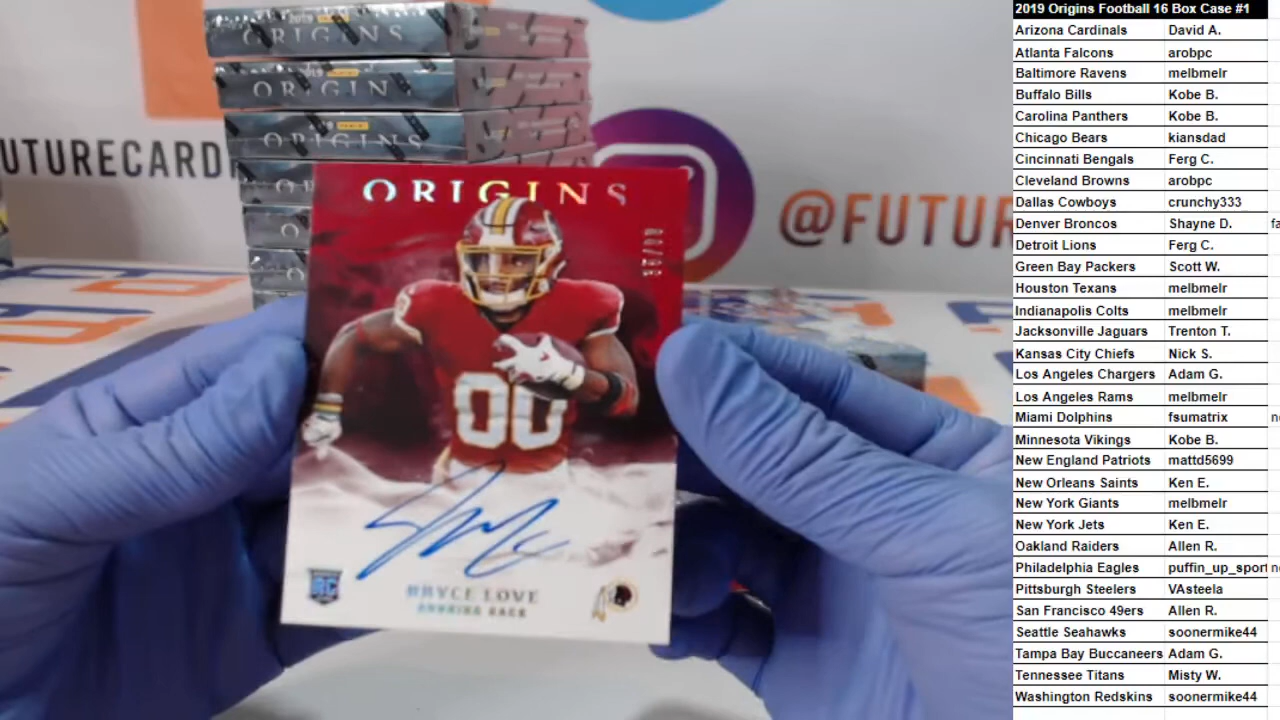 2019 ORIGINS
ORIGINS
ORIGINS
UTURECARD
@FUTUR
ORIGINS
00
RC
BRYCE LOVE
RUNNING BACK
2019 Origins Football 16 Box Case #1
Arizona Cardinals David A.
Atlanta Falcons arobpc
Baltimore Ravens melbmelr
Buffalo Bills Kobe B.
Carolina Panthers Kobe B.
Chicago Bears kiansdad
Cincinnati Bengals Ferg C.
Cleveland Browns arobpc
Dallas Cowboys crunchy333
Denver Broncos Shayne D. fa
Detroit Lions Ferg C.
Green Bay Packers Scott W.
Houston Texans melbmelr
Indianapolis Colts melbmelr
Jacksonville Jaguars Trenton T.
Kansas City Chiefs Nick S.
Los Angeles Chargers Adam G.
Los Angeles Rams melbmelr
Miami Dolphins fsumatrix
Minnesota Vikings Kobe B.
New England Patriots mattd5699
New Orleans Saints Ken E.
New York Giants melbmelr
New York Jets Ken E.
Oakland Raiders Allen R.
Philadelphia Eagles puffin_up_sport
Pittsburgh Steelers VAsteela
San Francisco 49ers Allen R.
Seattle Seahawks soonermike44
Tampa Bay Buccaneers Adam G.
Tennessee Titans Misty W.
Washington Redskins soonermike44